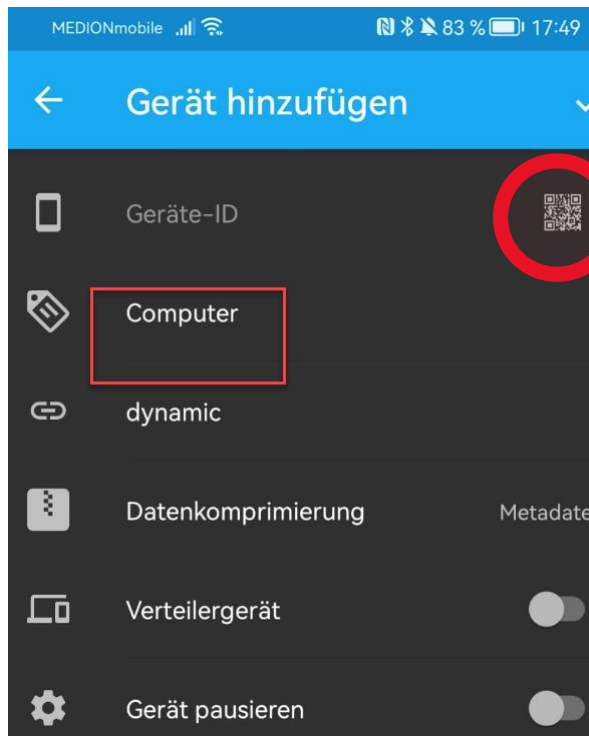 MEDIONmobile 83 % 17:49
Gerät hinzufügen
Geräte-ID
Computer
dynamic
Datenkomprimierung Metadate
Verteilergerät
Gerät pausieren